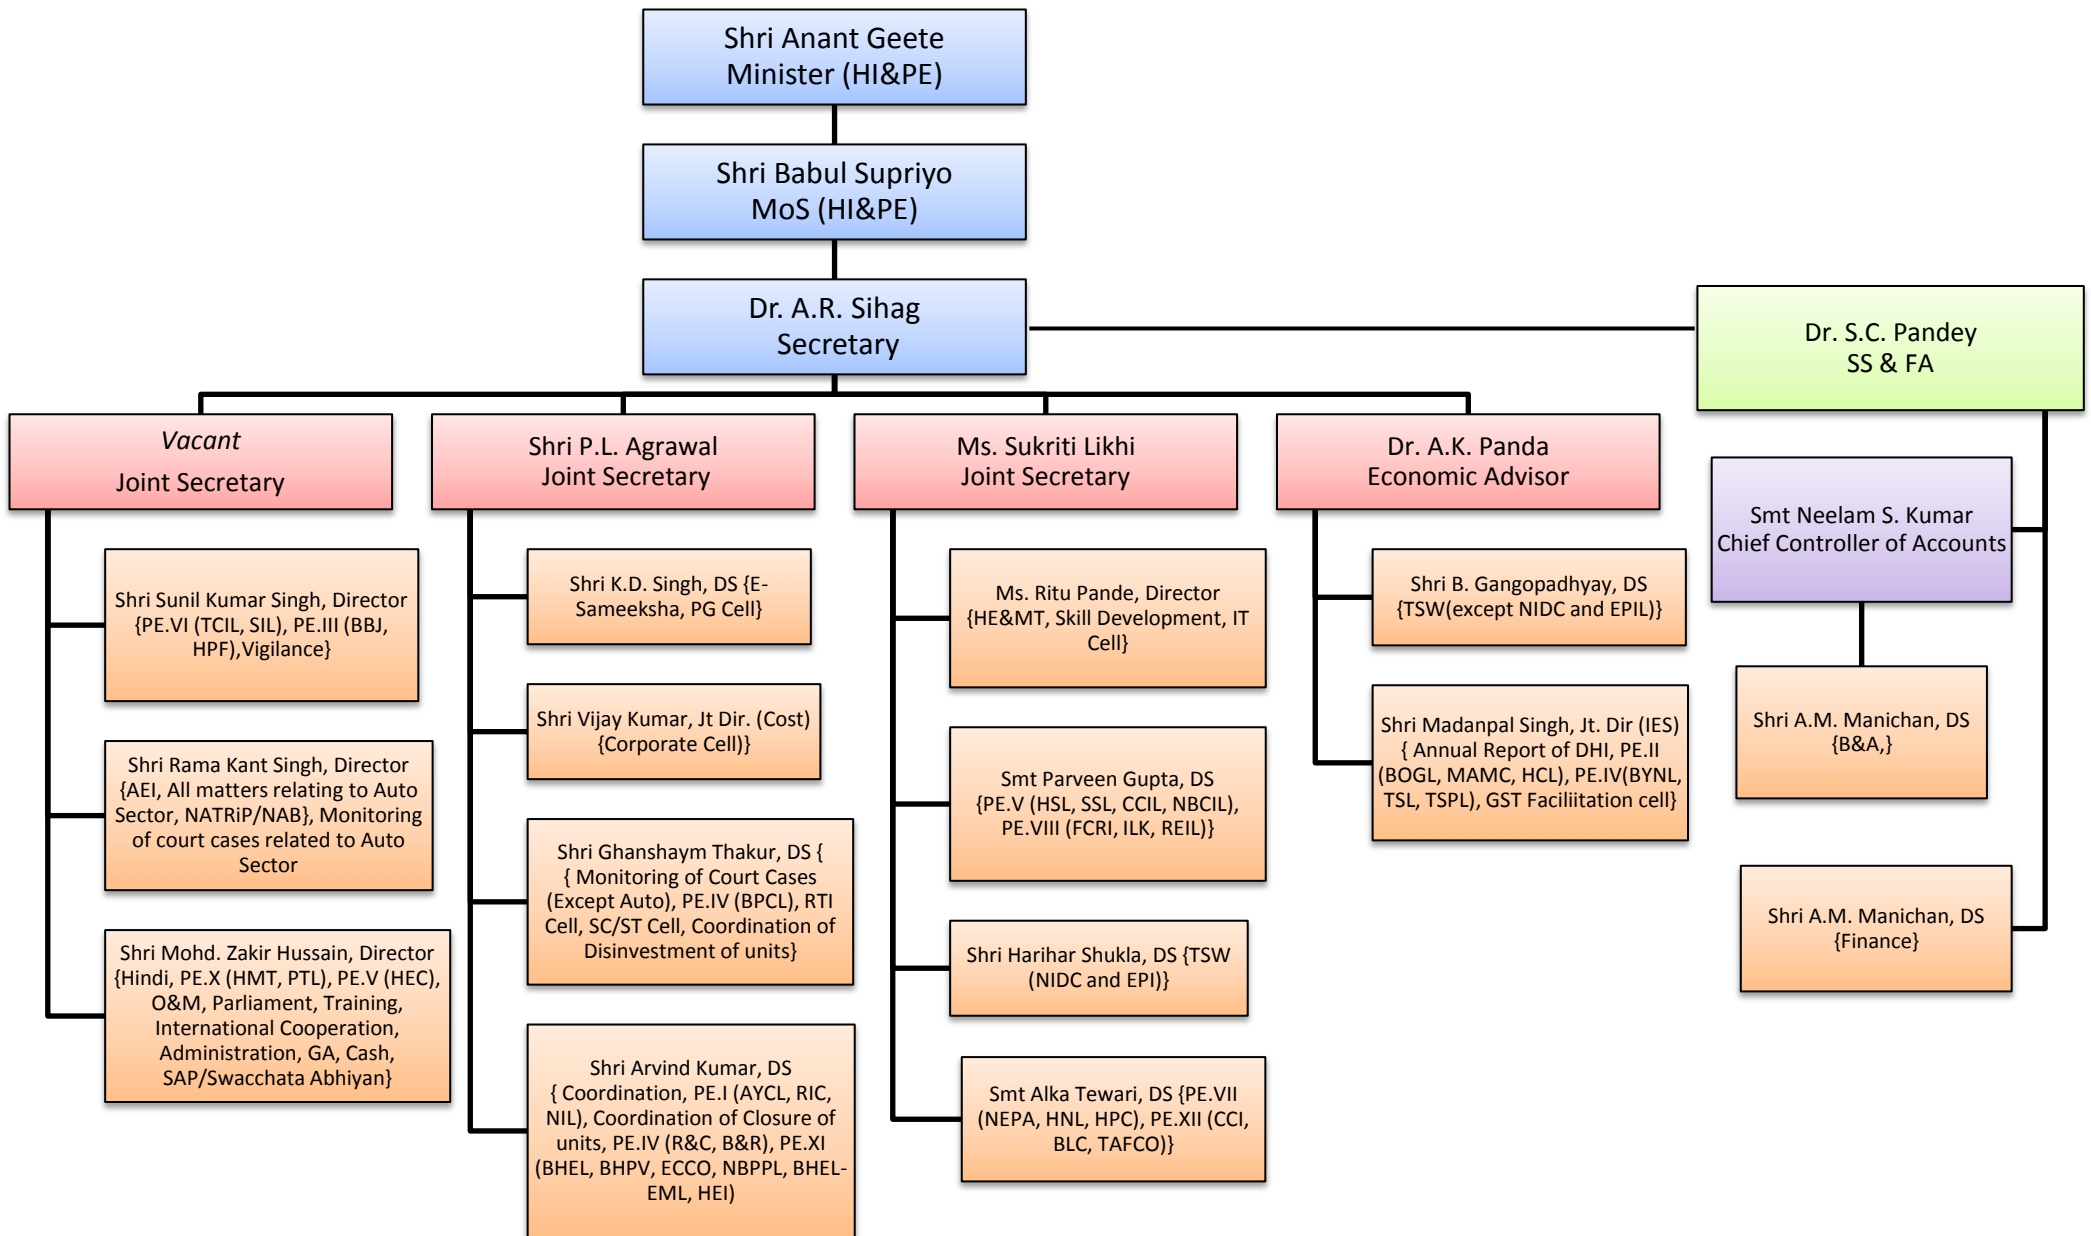 Shri Anant Geete
Minister (HI&PE)
Shri Babul Supriyo
MoS (HI&PE)
Dr. A.R. Sihag
Secretary
Dr. S.C. Pandey
SS & FA
Vacant
Joint Secretary
Shri Sunil Kumar Singh, Director
{PE.VI (TCIL, SIL), PE.III (BBJ,
HPF),Vigilance}
Shri Rama Kant Singh, Director
{AEI, All matters relating to Auto
Sector, NATRiP/NAB}, Monitoring
of court cases related to Auto
Sector
Shri Mohd. Zakir Hussain, Director
{Hindi, PE.X (HMT, PTL), PE.V (HEC),
O&M, Parliament, Training,
International Cooperation,
Administration, GA, Cash,
SAP/Swacchata Abhiyan}
Shri P.L. Agrawal
Joint Secretary
Shri K.D. Singh, DS {E-
Sameeksha, PG Cell}
Shri Vijay Kumar, Jt Dir. (Cost)
{Corporate Cell)}
Shri Ghanshaym Thakur, DS {
{ Monitoring of Court Cases
(Except Auto), PE.IV (BPCL), RTI
Cell, SC/ST Cell, Coordination of
Disinvestment of units}
Shri Arvind Kumar, DS
{ Coordination, PE.I (AYCL, RIC,
NIL), Coordination of Closure of
units, PE.IV (R&C, B&R), PE.XI
(BHEL, BHPV, ECCO, NBPPL, BHEL-
EML, HEI)
Ms. Sukriti Likhi
Joint Secretary
Ms. Ritu Pande, Director
{HE&MT, Skill Development, IT
Cell}
Smt Parveen Gupta, DS
{PE.V (HSL, SSL, CCIL, NBCIL),
PE.VIII (FCRI, ILK, REIL)}
Shri Harihar Shukla, DS {TSW
(NIDC and EPI)}
Smt Alka Tewari, DS {PE.VII
(NEPA, HNL, HPC), PE.XII (CCI,
BLC, TAFCO)}
Dr. A.K. Panda
Economic Advisor
Shri B. Gangopadhyay, DS
{TSW(except NIDC and EPIL)}
Shri Madanpal Singh, Jt. Dir (IES)
{ Annual Report of DHI, PE.II
(BOGL, MAMC, HCL), PE.IV(BYNL,
TSL, TSPL), GST Faciliitation cell}
Smt Neelam S. Kumar
Chief Controller of Accounts
Shri A.M. Manichan, DS
{B&A,}
Shri A.M. Manichan, DS
{Finance}